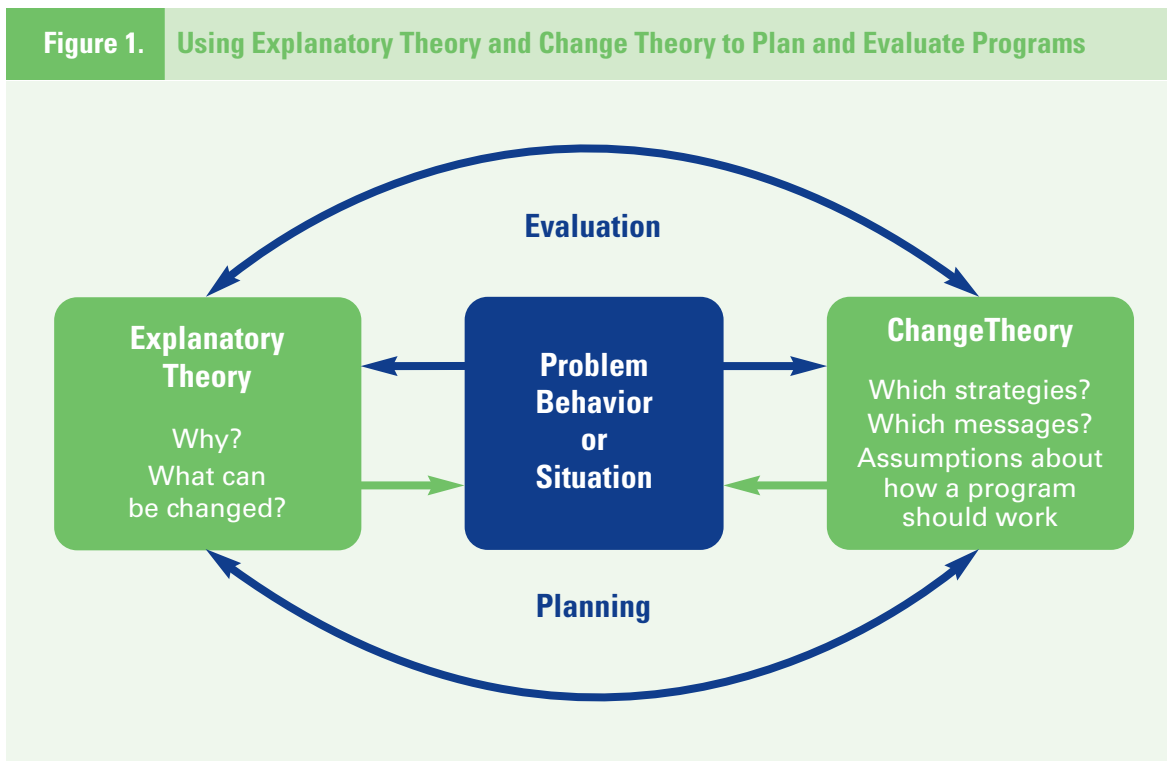 Figure 1. Using Explanatory Theory and Change Theory to Plan and Evaluate Programs
Evaluation
Explanatory
Theory
Why?
What can
be changed?
Problem
Behavior
or
Situation
ChangeTheory
Which strategies?
Which messages?
Assumptions about
how a program
should work
Planning